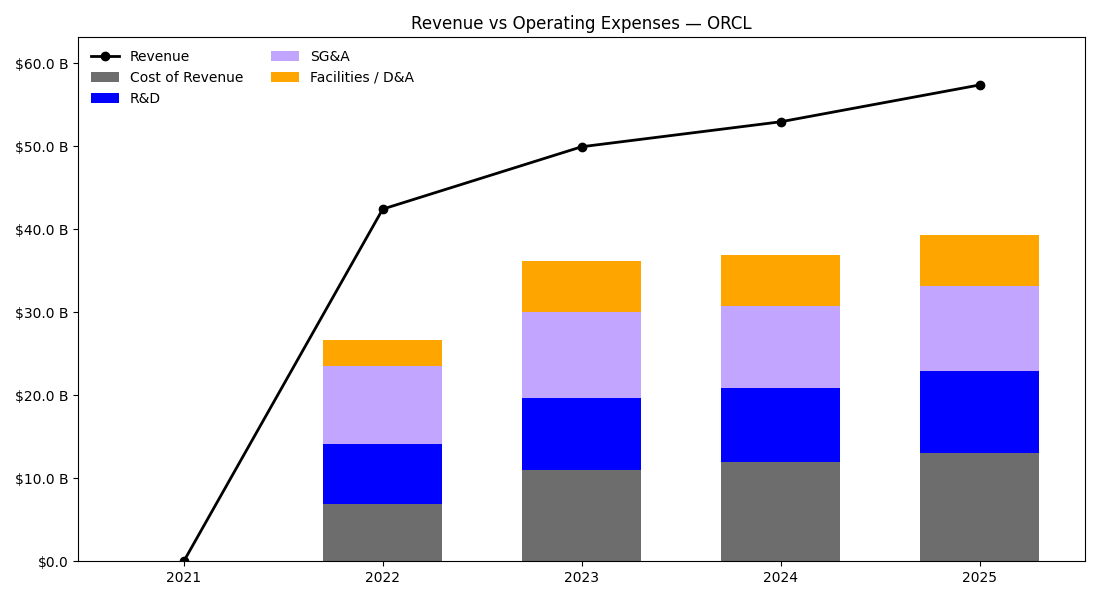 Revenue vs Operating Expenses — ORCL
Revenue
Cost of Revenue
R&D
SG&A
Facilities / D&A
$60.0 B
$50.0 B
$40.0 B
$30.0 B
$20.0 B
$10.0 B
$0.0
2021 2022 2023 2024 2025